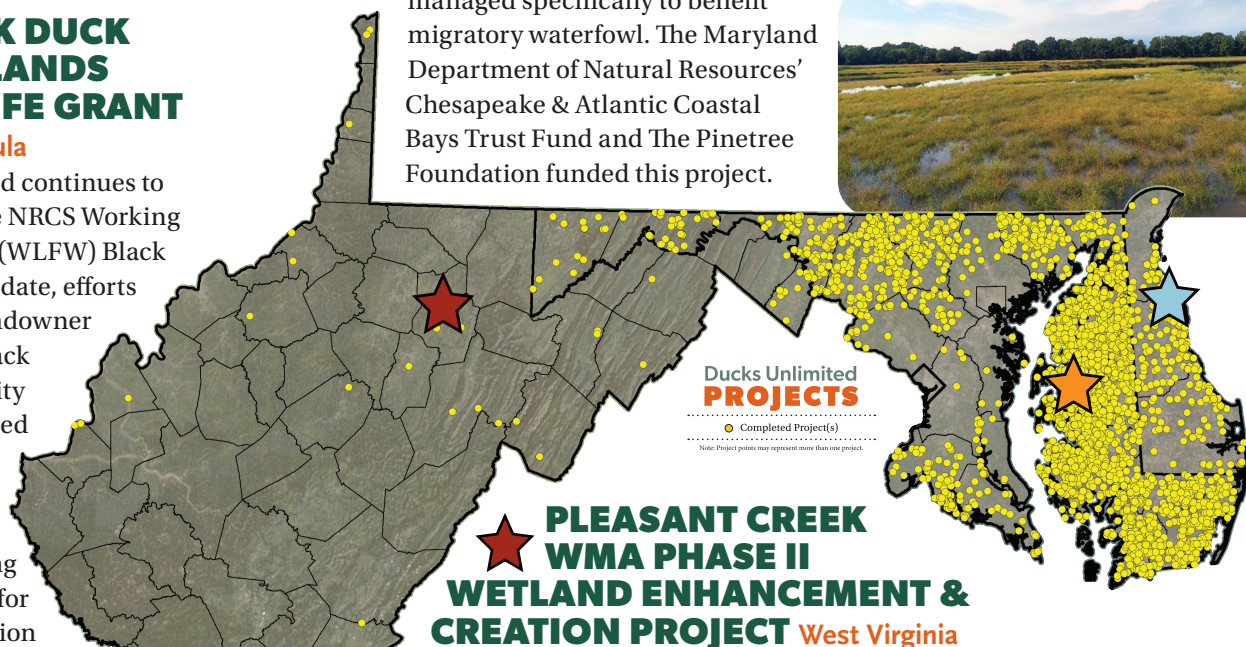 K DUCK
LANDS
FE GRANT
ula
d continues to
e NRCS Working
(WLFW) Black
date, efforts
ndowner
ack
ity
ed
ng
for
ion
managed specifically to benefit
migratory waterfowl. The Maryland
Department of Natural Resources’
Chesapeake & Atlantic Coastal
Bays Trust Fund and The Pinetree
Foundation funded this project.
Ducks Unlimited
PROJECTS
Completed Project(s)
Note: Project points may represent more than one project.
PLEASANT CREEK
WMA PHASE II
WETLAND ENHANCEMENT &
CREATION PROJECT West Virginia